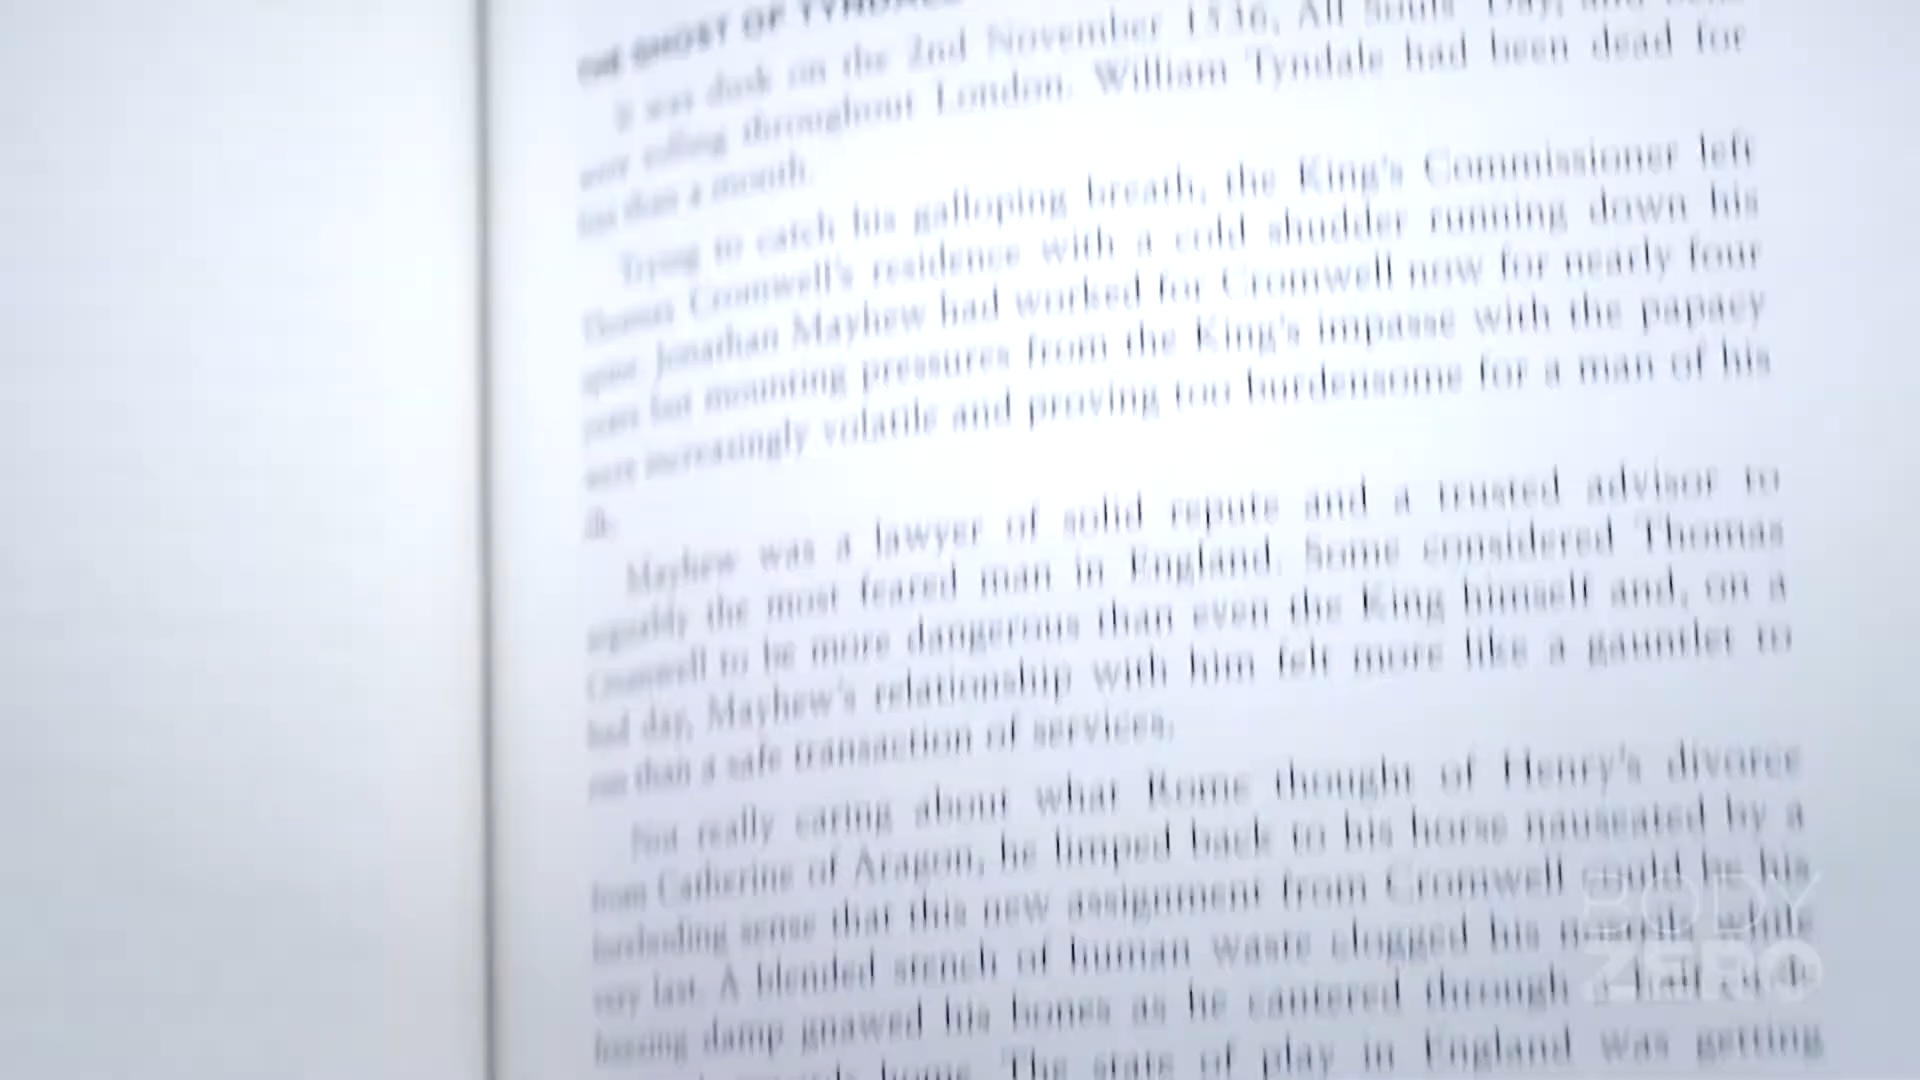 THE GHOST OF TYNDALE
It was dusk on the 2nd November 1536, All Souls' Day, and bells
were tolling throughout London. William Tyndale had been dead for
less than a month.
Trying to catch his galloping breath, the King's Commissioner left
Thomas Cromwell's residence with a cold shudder running down his
spine. Jonathan Mayhew had worked for Cromwell now for nearly four
years but mounting pressures from the King's impasse with the papacy
were increasingly volatile and proving too burdensome for a man of his
ilk.
Mayhew was a lawyer of solid repute and a trusted advisor to
arguably the most feared man in England. Some considered Thomas
Cromwell to be more dangerous than even the King himself and, on a
bad day, Mayhew's relationship with him felt more like a gauntlet to
run than a safe transaction of services.
Not really caring about what Rome thought of Henry's divorce
from Catherine of Aragon, he limped back to his horse nauseated by a
foreboding sense that this new assignment from Cromwell could be his
very last. A blended stench of human waste clogged his nostrils while
freezing damp gnawed his bones as he cantered through a half
home. The state of play in England was getting
BODY
ZERO